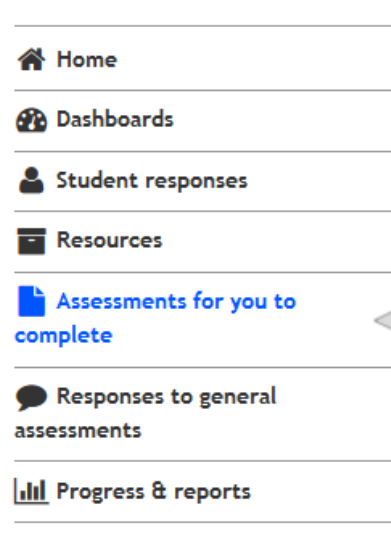 Home
Dashboards
Student responses
Resources
Assessments for you to
complete
Responses to general
assessments
Progress & reports